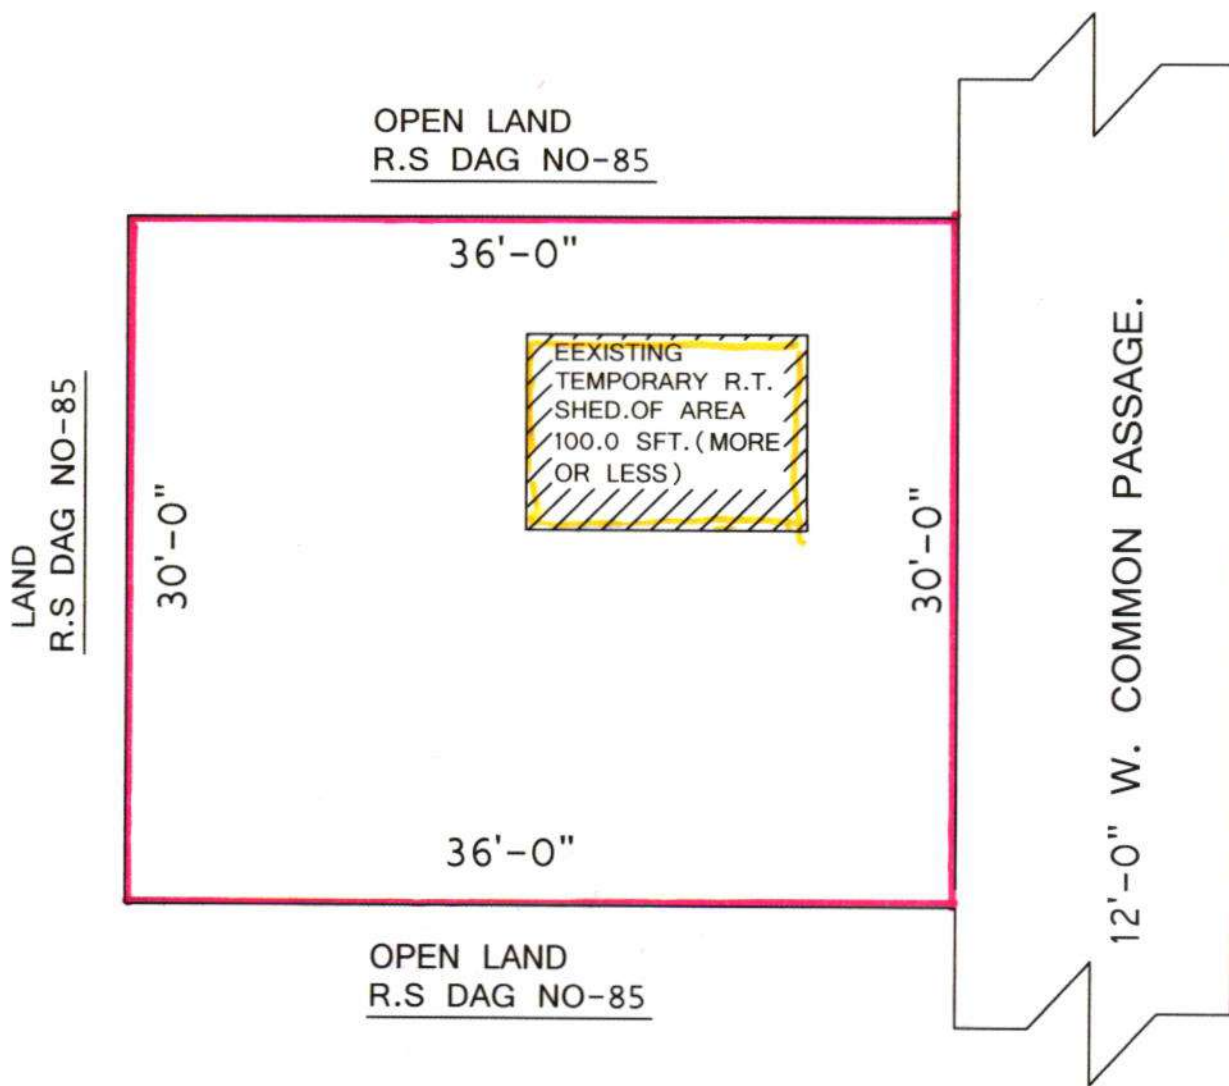 OPEN LAND
R.S DAG NO-85
36'-0"
EEXISTING
TEMPORARY R.T.
SHED.OF AREA
100.0 SFT.(MORE
OR LESS)
LAND
R.S DAG NO-85
30'-0"
30'-0"
12'-0" W. COMMON PASSAGE.
36'-0"
OPEN LAND
R.S DAG NO-85